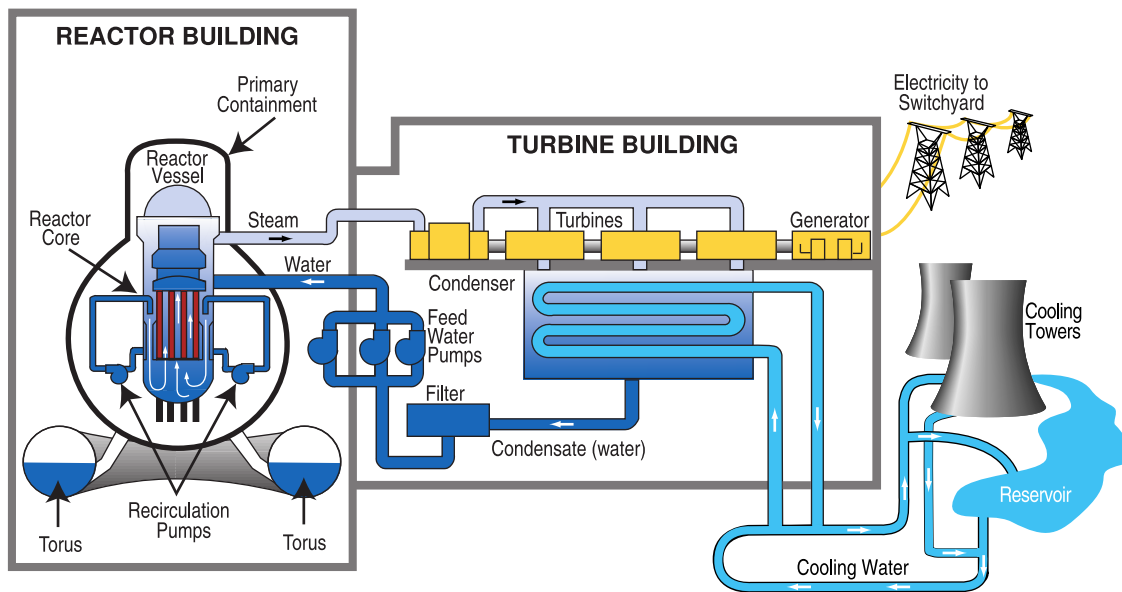 REACTOR BUILDING
Primary
Containment
Reactor
Vessel
Reactor
Core
Steam
Water
Recirculation
Pumps
Torus
Torus
TURBINE BUILDING
Turbines
Generator
Condenser
Feed
Water
Pumps
Filter
Condensate (water)
Electricity to
Switchyard
Cooling
Towers
Reservoir
Cooling Water